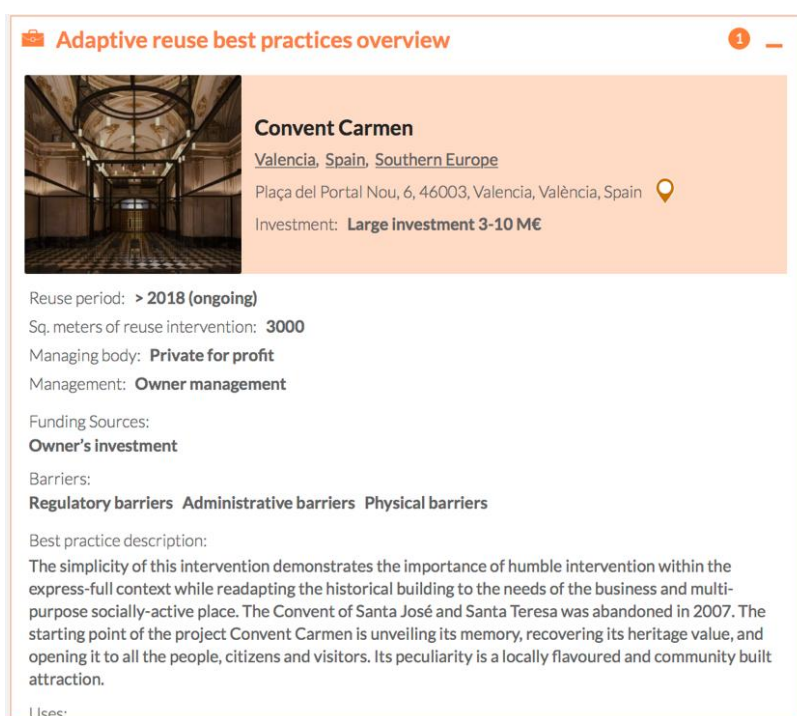 Adaptive reuse best practices overview 1
Convent Carmen
Valencia, Spain, Southern Europe
Plaça del Portal Nou, 6, 46003, Valencia, València, Spain
Investment: Large investment 3-10 M€
Reuse period: > 2018 (ongoing)
Sq. meters of reuse intervention: 3000
Managing body: Private for profit
Management: Owner management
Funding Sources:
Owner's investment
Barriers:
Regulatory barriers Administrative barriers Physical barriers
Best practice description:
The simplicity of this intervention demonstrates the importance of humble intervention within the
express-full context while readapting the historical building to the needs of the business and multi-
purpose socially-active place. The Convent of Santa José and Santa Teresa was abandoned in 2007. The
starting point of the project Convent Carmen is unveiling its memory, recovering its heritage value, and
opening it to all the people, citizens and visitors. Its peculiarity is a locally flavoured and community built
attraction.
Uses: